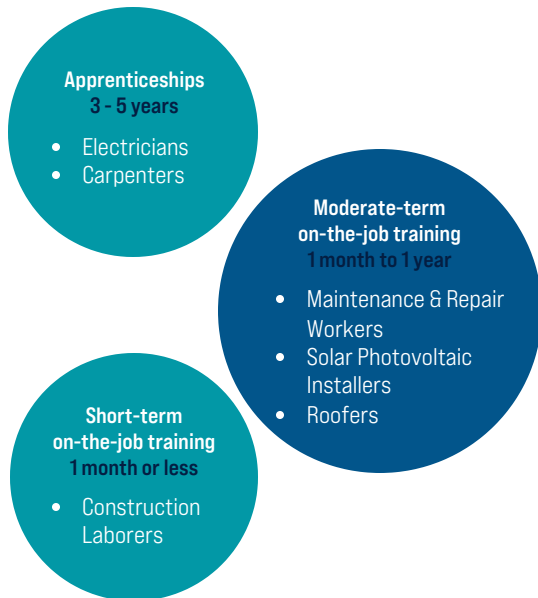 Apprenticeships
3 - 5 years
• Electricians
• Carpenters
Moderate-term
on-the-job training
1 month to 1 year
• Maintenance & Repair
Workers
• Solar Photovoltaic
Installers
• Roofers
Short-term
on-the-job training
1 month or less
• Construction
Laborers